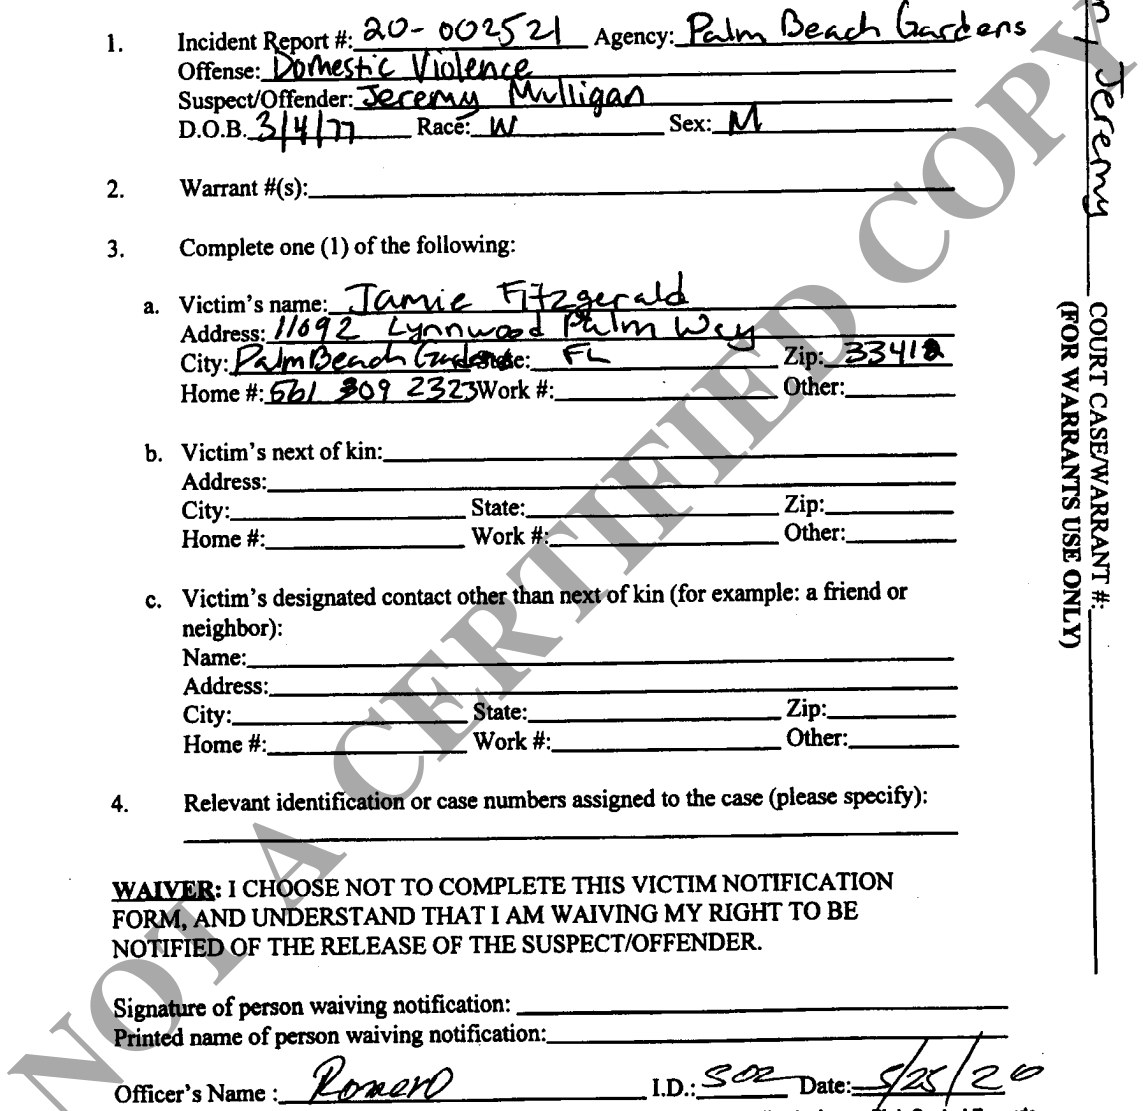 1. Incident Report #: 20-002521 Agency: Palm Beach Gardens
Offense: Domestic Violence
Suspect/Offender: Jeremy Mulligan
D.O.B. 3/4/77 Race: W Sex: M
2. Warrant #(s):
3. Complete one (1) of the following:
a. Victim's name: Jamie Fitzgerald
Address: 11092 Lynnwood Palm Way
City: Palm Beach Gardens State: FL Zip: 33412
Home #: 561 309 2323 Work #: Other:
b. Victim's next of kin:
Address:
City: State: Zip:
Home #: Work #: Other:
c. Victim's designated contact other than next of kin (for example: a friend or
neighbor):
Name:
Address:
City: State: Zip:
Home #: Work #: Other:
4. Relevant identification or case numbers assigned to the case (please specify):
WAIVER: I CHOOSE NOT TO COMPLETE THIS VICTIM NOTIFICATION
FORM, AND UNDERSTAND THAT I AM WAIVING MY RIGHT TO BE
NOTIFIED OF THE RELEASE OF THE SUSPECT/OFFENDER.
Signature of person waiving notification:
Printed name of person waiving notification:
Officer's Name : Romero I.D.: 502 Date: 5/25/20
Jeremy
COURT CASE/WARRANT #:
(FOR WARRANTS USE ONLY)
NOT A CERTIFIED COPY